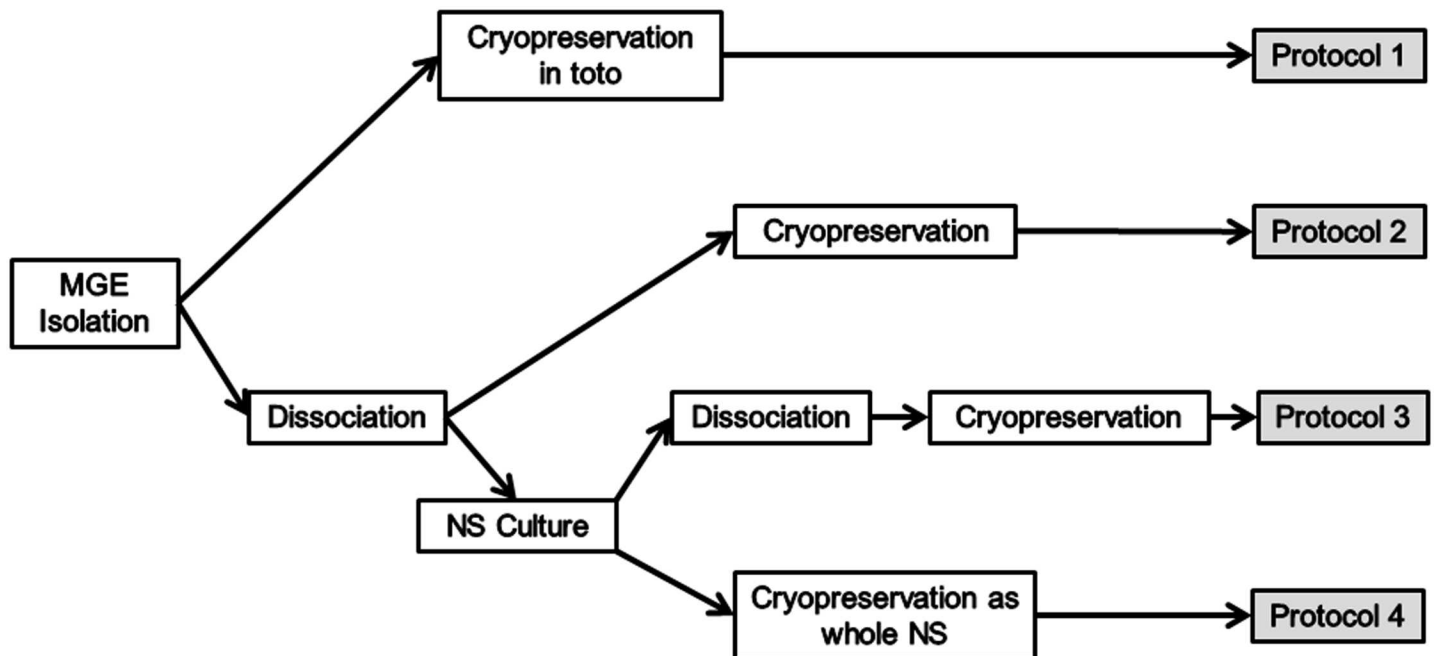 Cryopreservation
in toto
Protocol 1
Cryopreservation
Protocol 2
MGE
Isolation
Dissociation
Dissociation
Cryopreservation
Protocol 3
NS Culture
Cryopreservation as
whole NS
Protocol 4